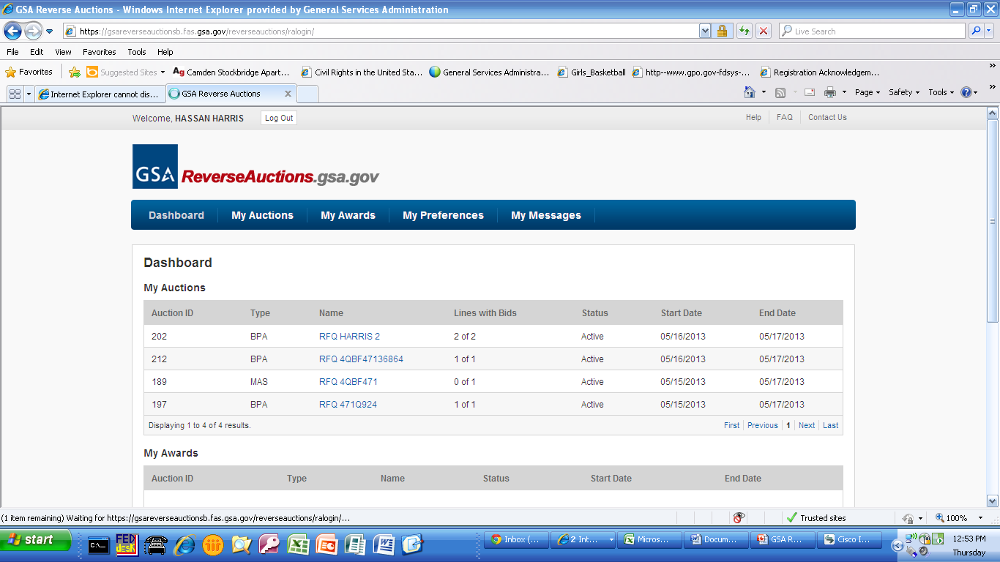 GSA Reverse Auctions - Windows Internet Explorer provided by General Services Administration
https://gsareverseauctionsb.fas.gsa.gov/reverseauctions/ralogin/
Live Search
File Edit View Favorites Tools Help
Favorites Suggested Sites Ag Camden Stockbridge Apart... Civil Rights in the United Sta... General Services Administra... Girls_Basketball http--www.gpo.gov-fdsys-... Registration Acknowledgem...
Internet Explorer cannot dis... GSA Reverse Auctions Page Safety Tools
Welcome, HASSAN HARRIS Log Out Help FAQ Contact Us
GSA ReverseAuctions.gsa.gov
Dashboard My Auctions My Awards My Preferences My Messages
Dashboard
My Auctions
Auction ID Type Name Lines with Bids Status Start Date End Date
202 BPA RFQ HARRIS 2 2 of 2 Active 05/16/2013 05/17/2013
212 BPA RFQ 4QBF47136864 1 of 1 Active 05/16/2013 05/17/2013
189 MAS RFQ 4QBF471 0 of 1 Active 05/15/2013 05/17/2013
197 BPA RFQ 471Q924 1 of 1 Active 05/15/2013 05/17/2013
Displaying 1 to 4 of 4 results. First Previous 1 Next Last
My Awards
Auction ID Type Name Status Start Date End Date
(1 item remaining) Waiting for https://gsareverseauctionsb.fas.gsa.gov/reverseauctions/ralogin/... Trusted sites 100%
start C:\_ FED desK Inbox (... 2 Int... Micros... Docum... GSA R... Cisco I... 12:53 PM
Thursday